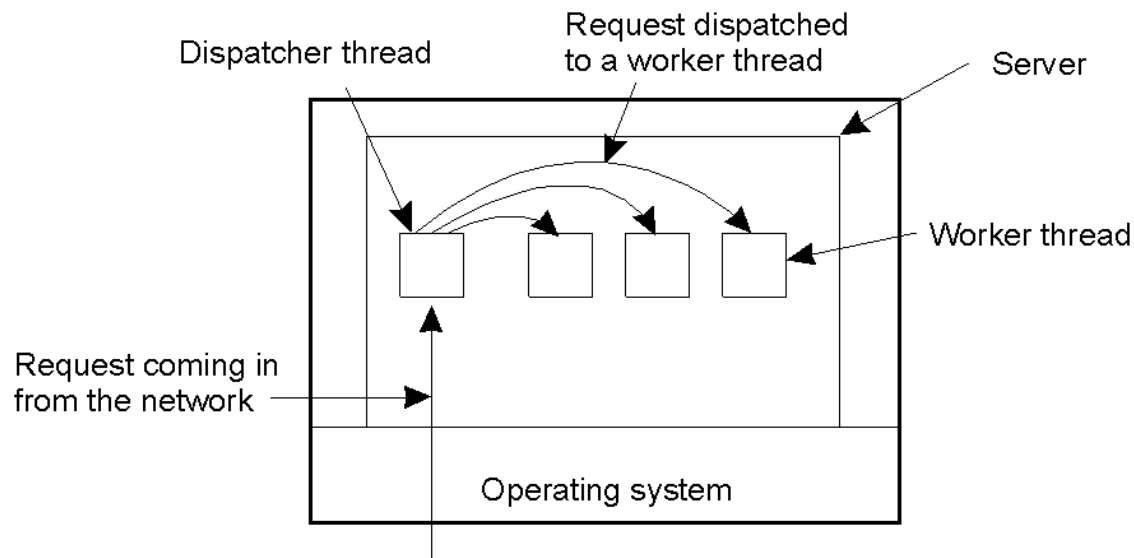 Request dispatched
to a worker thread
Dispatcher thread
Server
Worker thread
Request coming in
from the network
Operating system